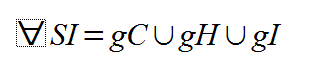 ∀ SI = gC ∪ gH ∪ gI